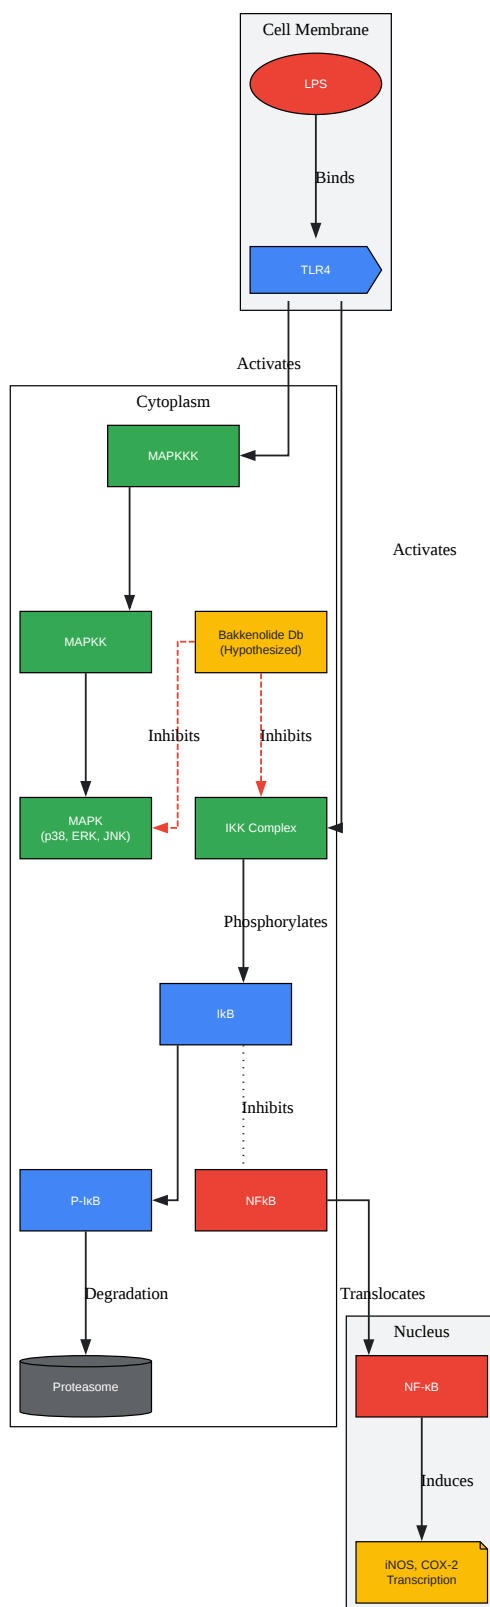 Cell Membrane
LPS
Binds
TLR4
Activates
Cytoplasm
MAPKKK
Activates
MAPKK
Bakkenolide Db
(Hypothesized)
Inhibits
Inhibits
MAPK
(p38, ERK, JNK)
IKK Complex
Phosphorylates
IkB
Inhibits
P-IκB
NFkB
Degradation
Translocates
Nucleus
Proteasome
NF-κB
Induces
iNOS, COX-2
Transcription